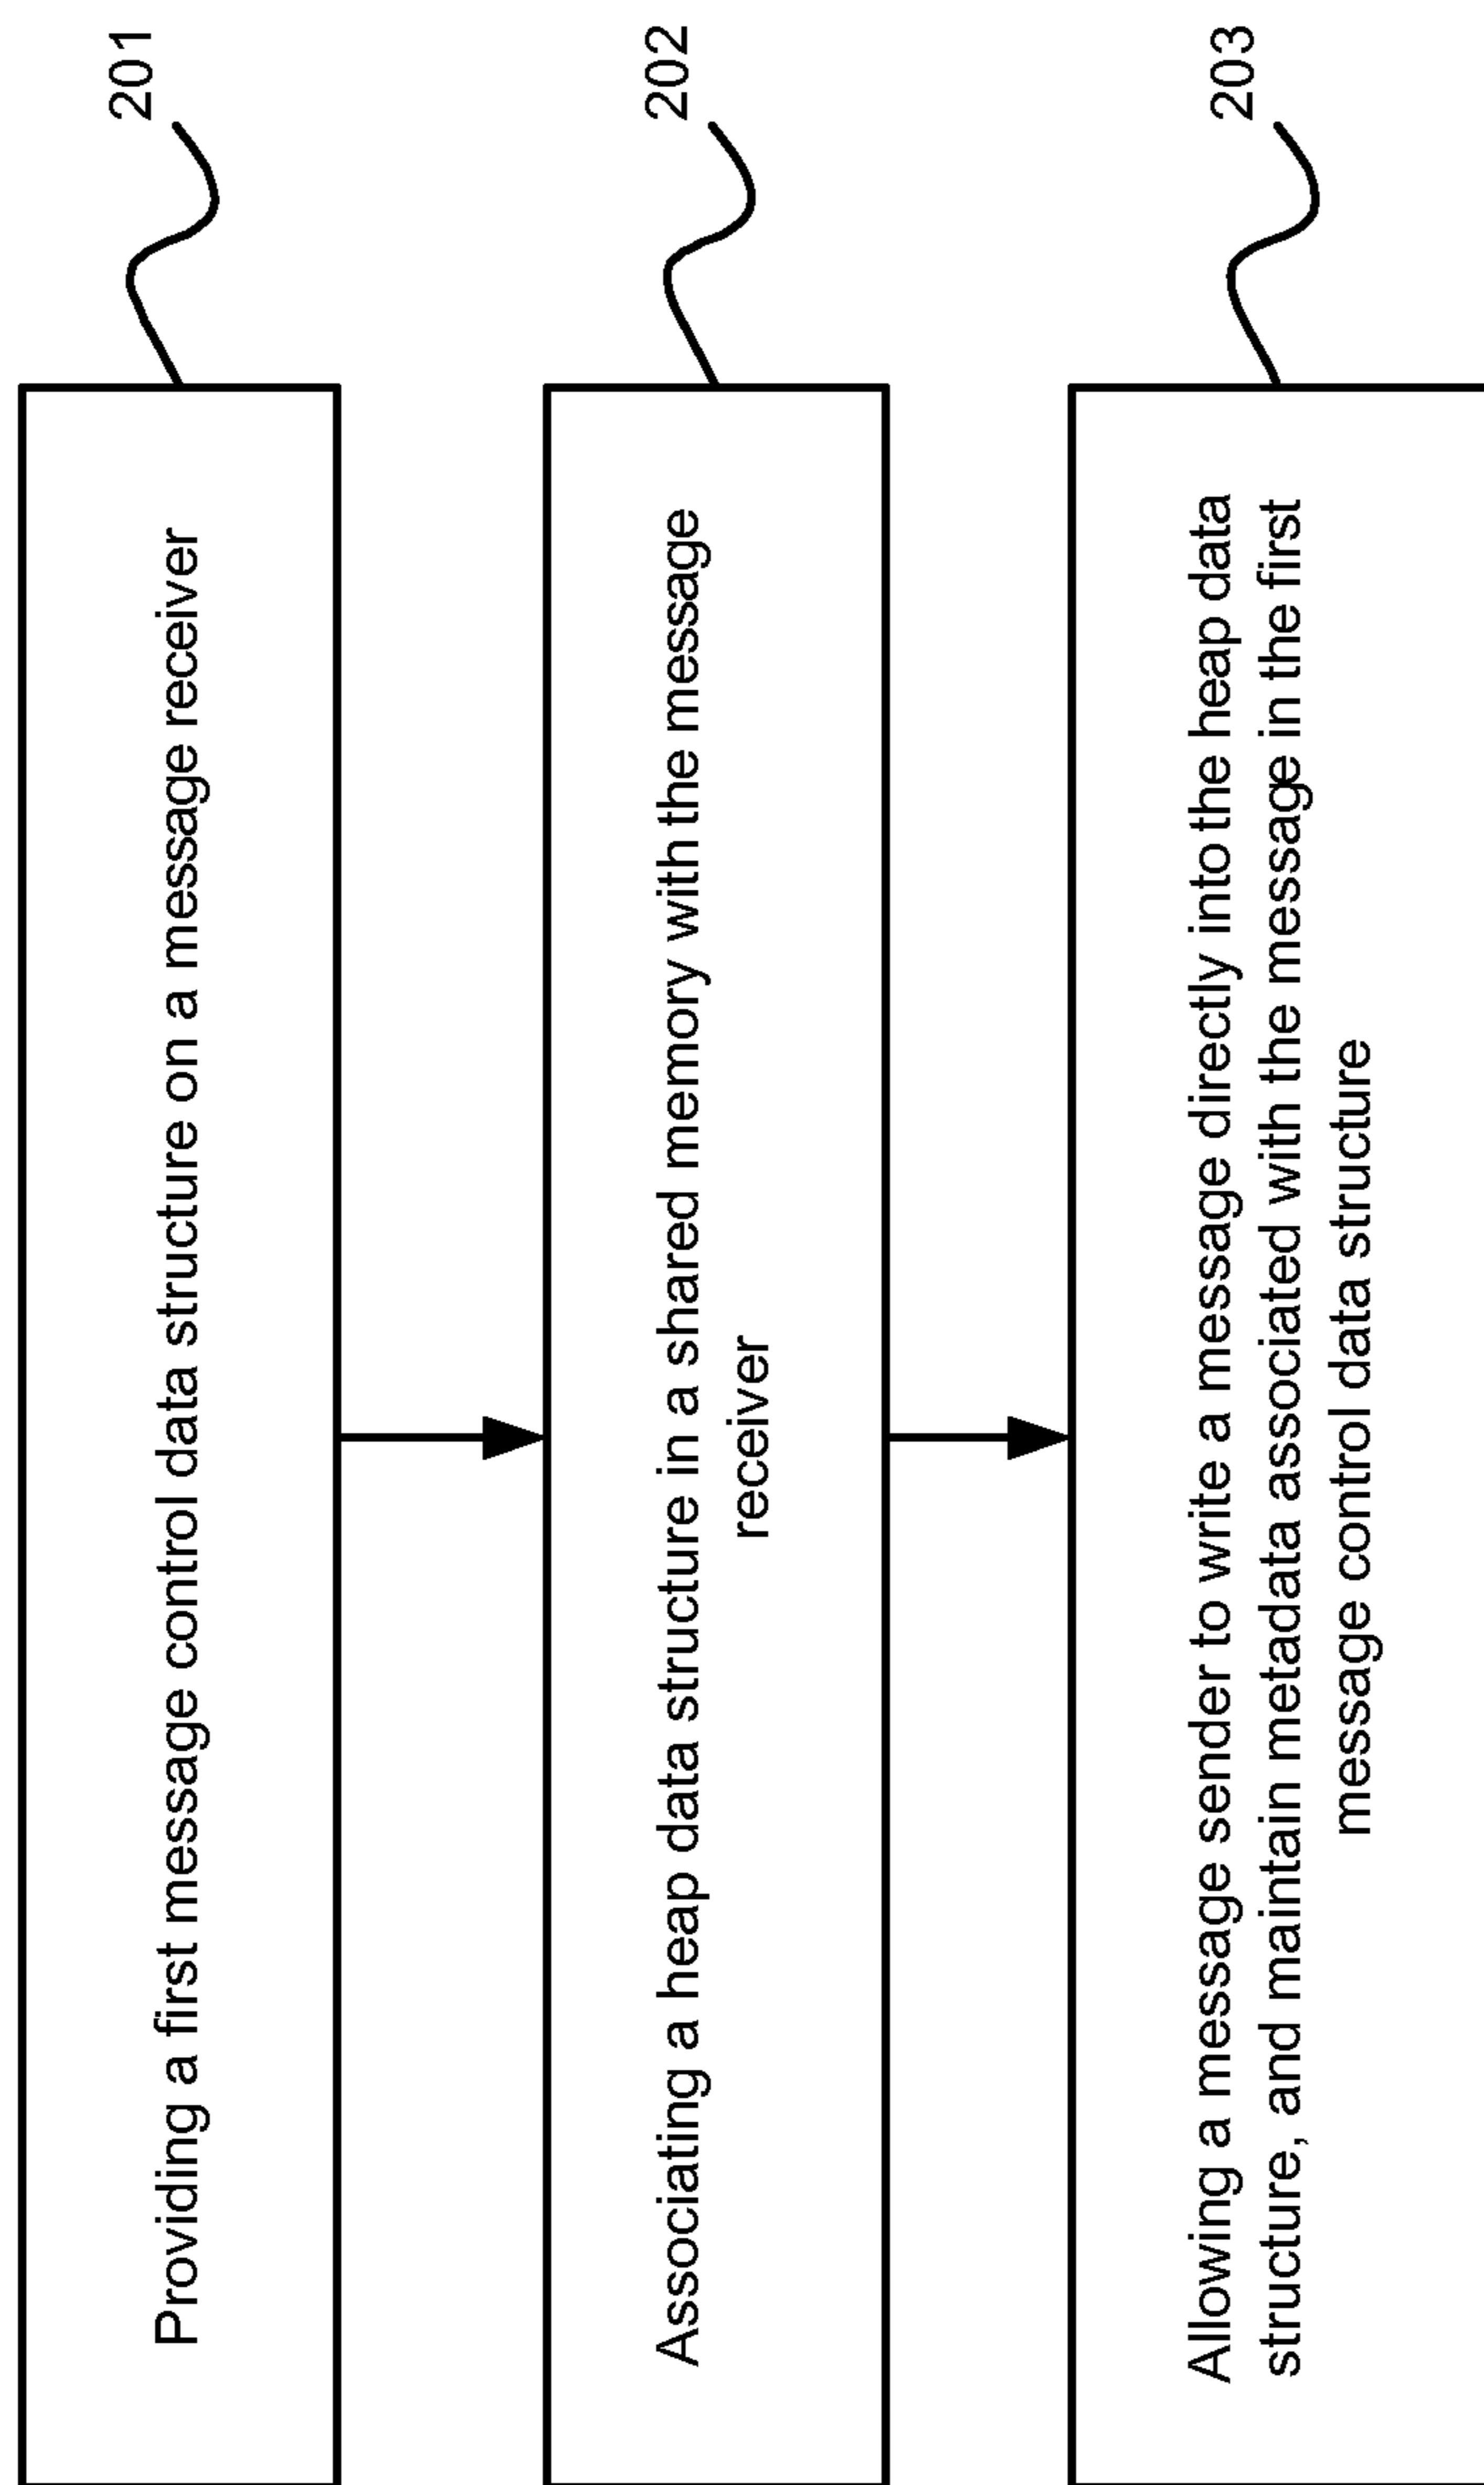 201
Providing a first message control data structure on a message receiver
202
Associating a heap data structure in a shared memory with the message
receiver
203
Allowing a message sender to write a message directly into the heap data
structure, and maintain metadata associated with the message in the first
message control data structure